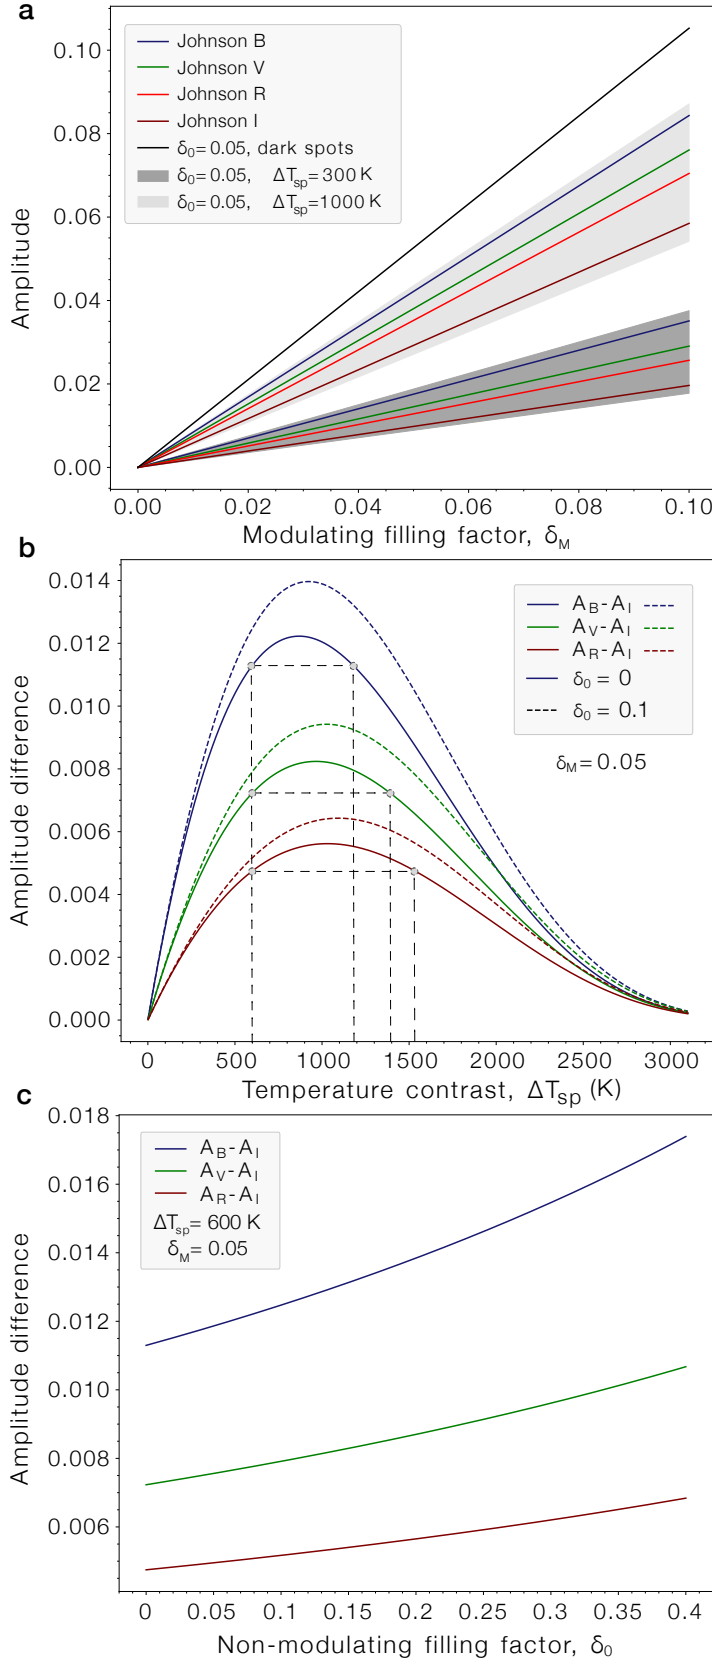 a
0.10
0.08
0.06
0.04
0.02
0.00
Amplitude
Johnson B
Johnson V
Johnson R
Johnson I
δ₀= 0.05, dark spots
δ₀= 0.05, ΔTsp= 300 K
δ₀= 0.05, ΔTsp=1000 K
0.00 0.02 0.04 0.06 0.08 0.10
Modulating filling factor, δM
b
0.014
0.012
0.010
0.008
0.006
0.004
0.002
0.000
Amplitude difference
AB-AI
AV-AI
AR-AI
δ₀ = 0
δ₀ = 0.1
δM= 0.05
0 500 1000 1500 2000 2500 3000
Temperature contrast, ΔTsp (K)
c
0.018
0.016
0.014
0.012
0.010
0.008
0.006
Amplitude difference
AB-AI
AV-AI
AR-AI
ΔTsp= 600 K
δM= 0.05
0 0.05 0.1 0.15 0.2 0.25 0.3 0.35 0.4
Non-modulating filling factor, δ₀